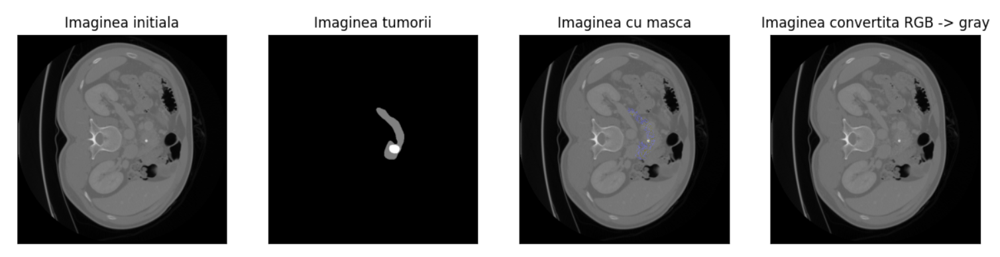 Imaginea initiala
Imaginea tumorii
Imaginea cu masca
Imaginea convertita RGB -> gray